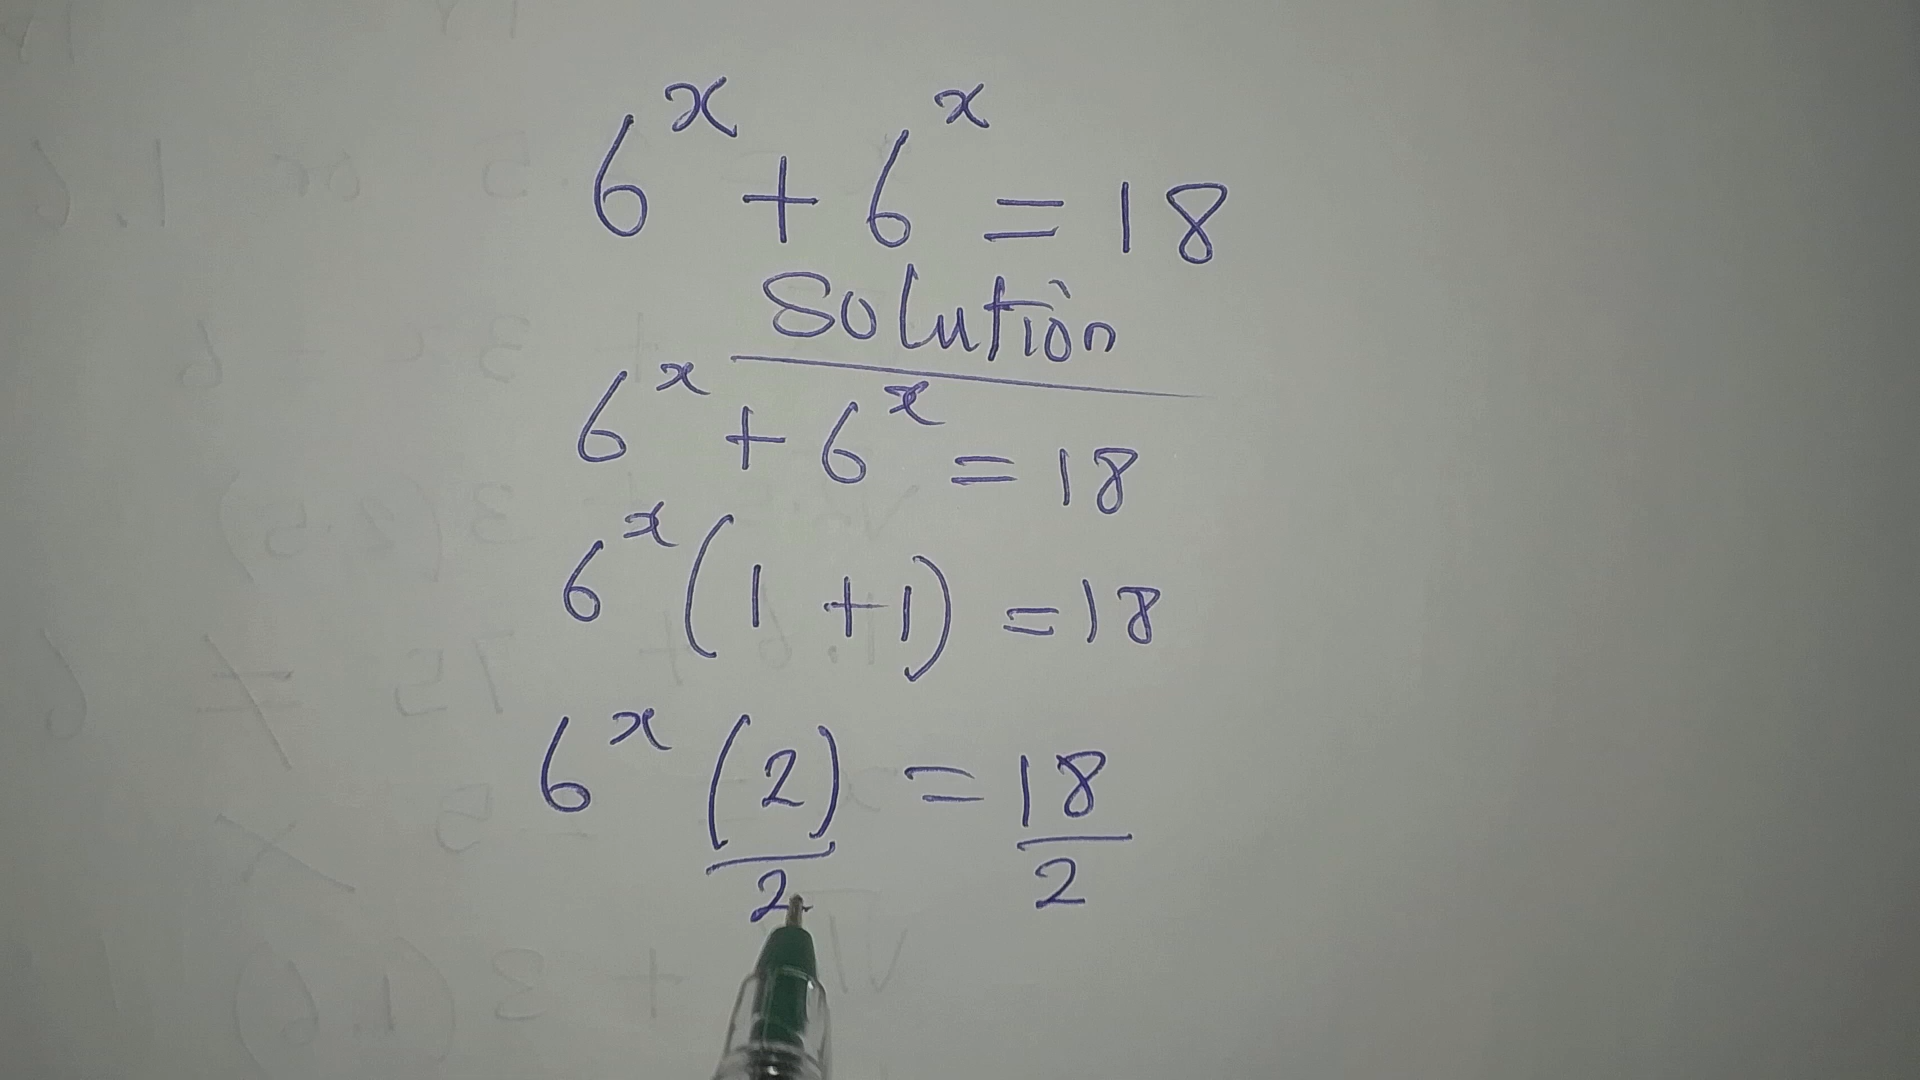 6^x + 6^x = 18
Solution
6^x + 6^x = 18
6^x (1 + 1) = 18
6^x (2)/2 = 18/2